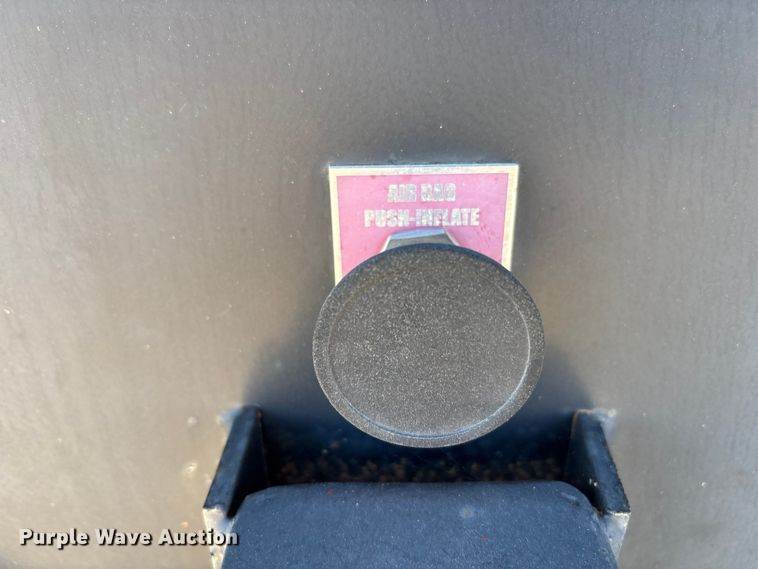 AIR BAG
PUSH-INFLATE
Purple Wave Auction